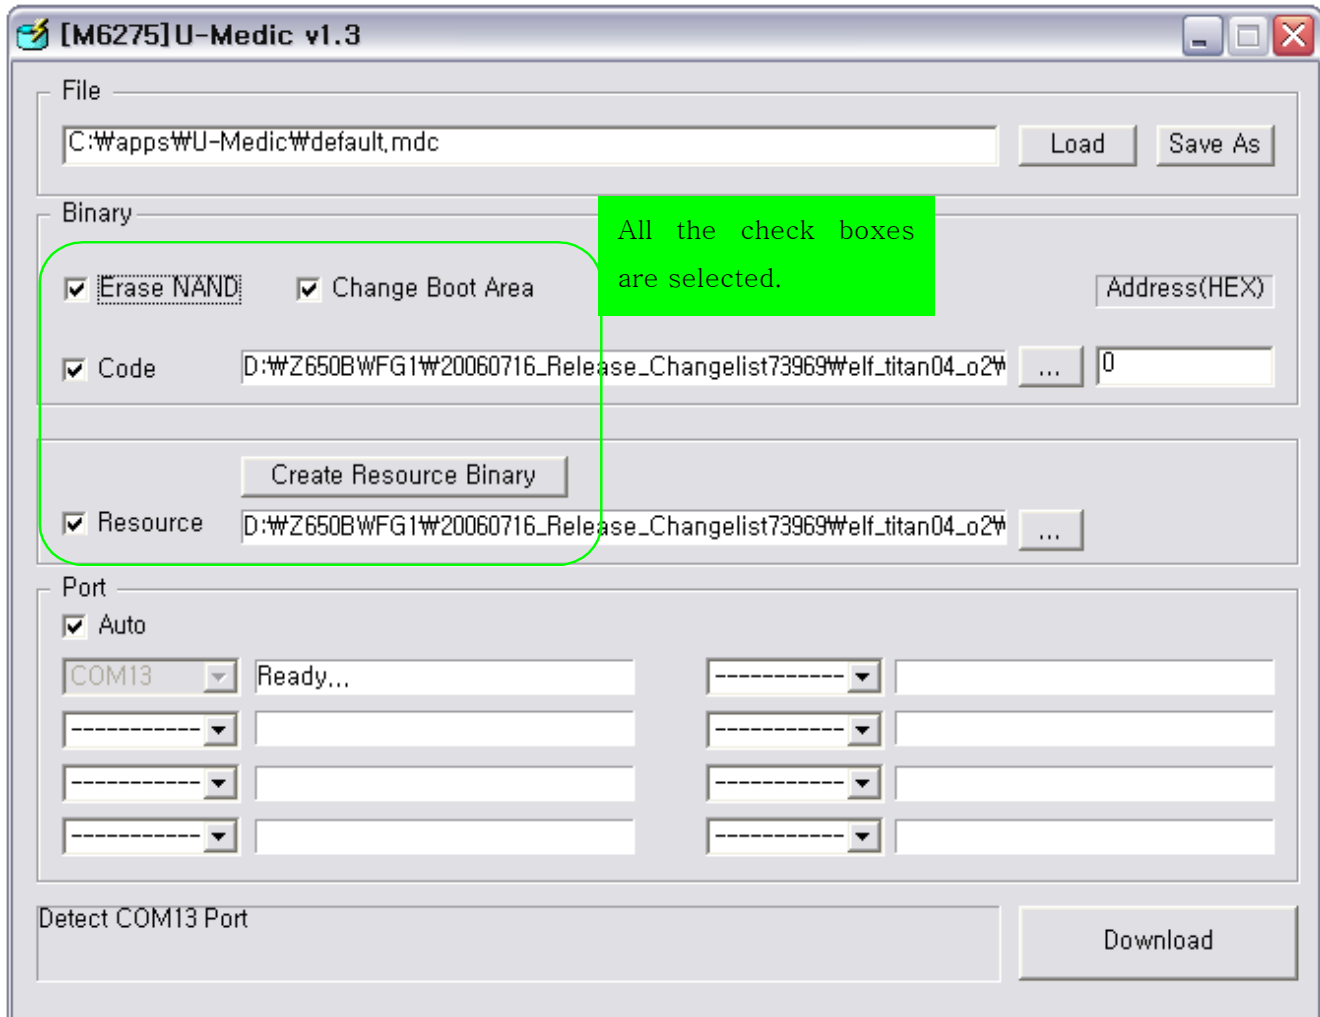 [M6275]U-Medic v1.3
File
C:₩apps₩U-Medic₩default.mdc
Load
Save As
Binary
All the check boxes
are selected.
Erase NAND
Change Boot Area
Address(HEX)
Code
D:₩Z650BWFG1₩20060716_Release_Changelist73969₩elf_titan04_o2₩
...
0
Create Resource Binary
Resource
D:₩Z650BWFG1₩20060716_Release_Changelist73969₩elf_titan04_o2₩
...
Port
Auto
COM13
Ready...
-----------
-----------
-----------
-----------
-----------
-----------
-----------
Detect COM13 Port
Download